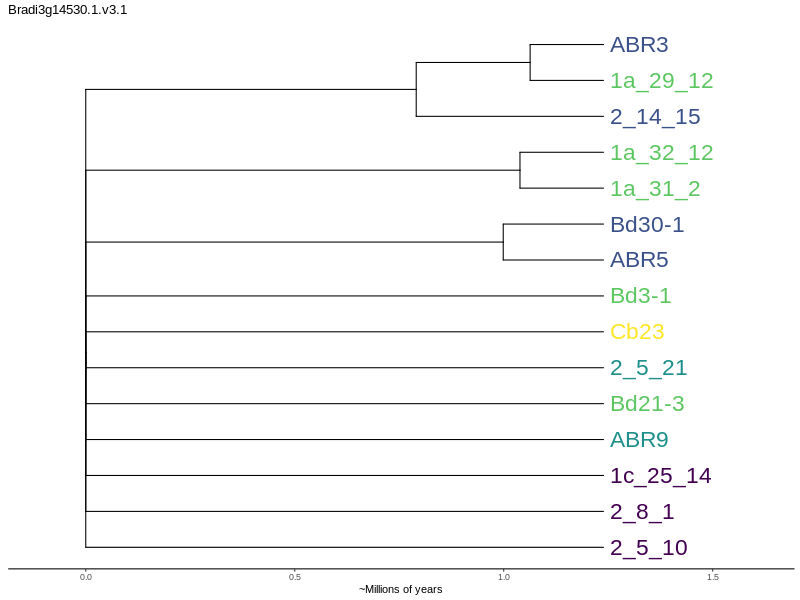 Bradi3g14530.1.v3.1
ABR3
1a_29_12
2_14_15
1a_32_12
1a_31_2
Bd30-1
ABR5
Bd3-1
Cb23
2_5_21
Bd21-3
ABR9
1c_25_14
2_8_1
2_5_10
0.0 0.5 1.0 1.5
~Millions of years